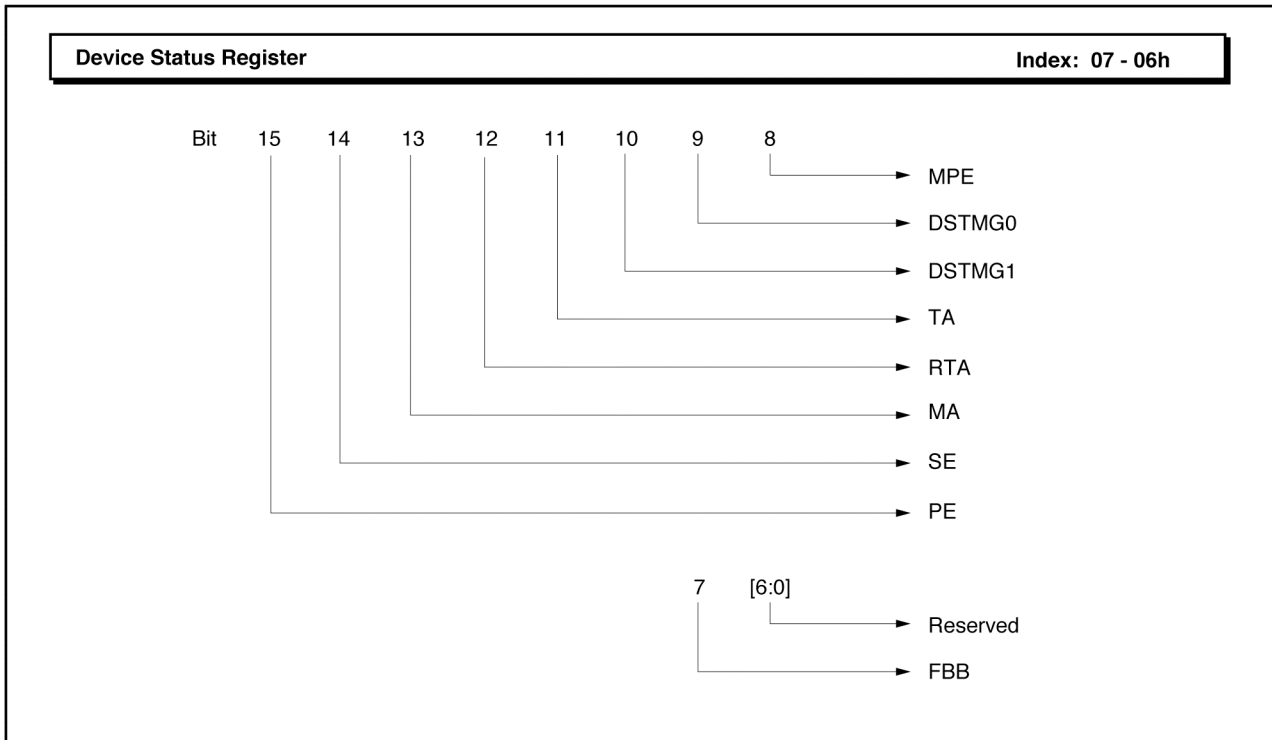 Device Status Register Index: 07 - 06h
Bit 15 14 13 12 11 10 9 8
MPE
DSTMG0
DSTMG1
TA
RTA
MA
SE
PE
7 [6:0]
Reserved
FBB